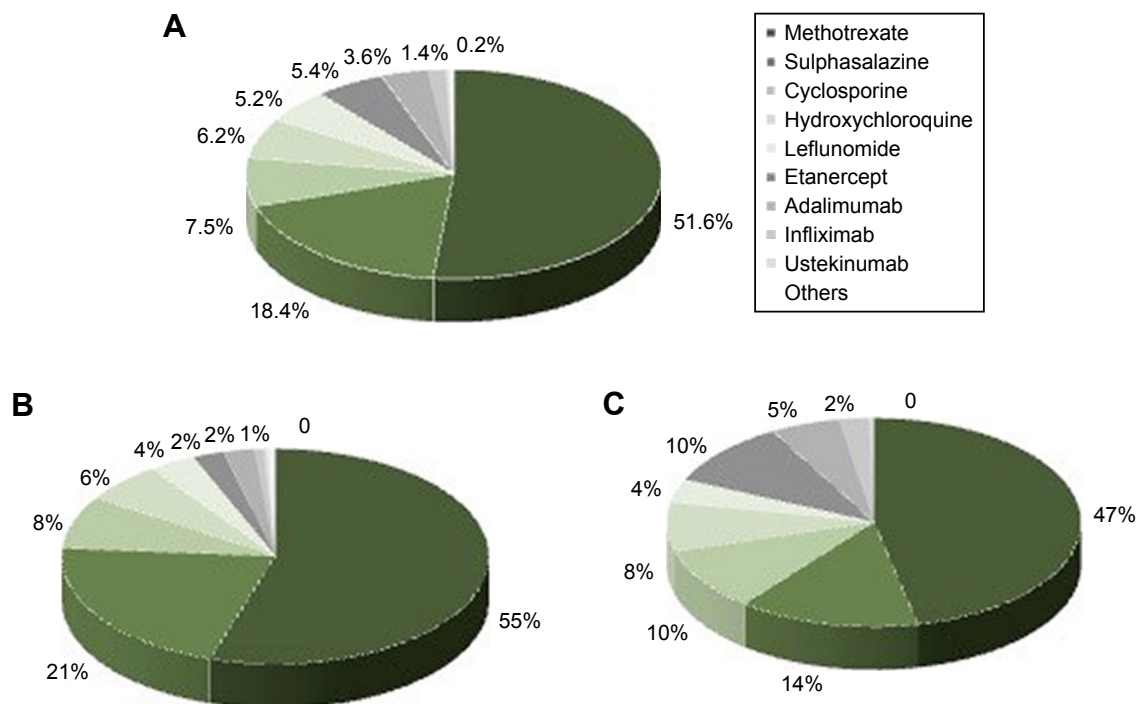 A
0.2%
1.4%
3.6%
5.4%
5.2%
6.2%
7.5%
18.4%
51.6%
Methotrexate
Sulphasalazine
Cyclosporine
Hydroxychloroquine
Leflunomide
Etanercept
Adalimumab
Infliximab
Ustekinumab
Others
B
0
1%
2%
2%
4%
6%
8%
21%
55%
C
0
2%
5%
10%
4%
8%
10%
14%
47%